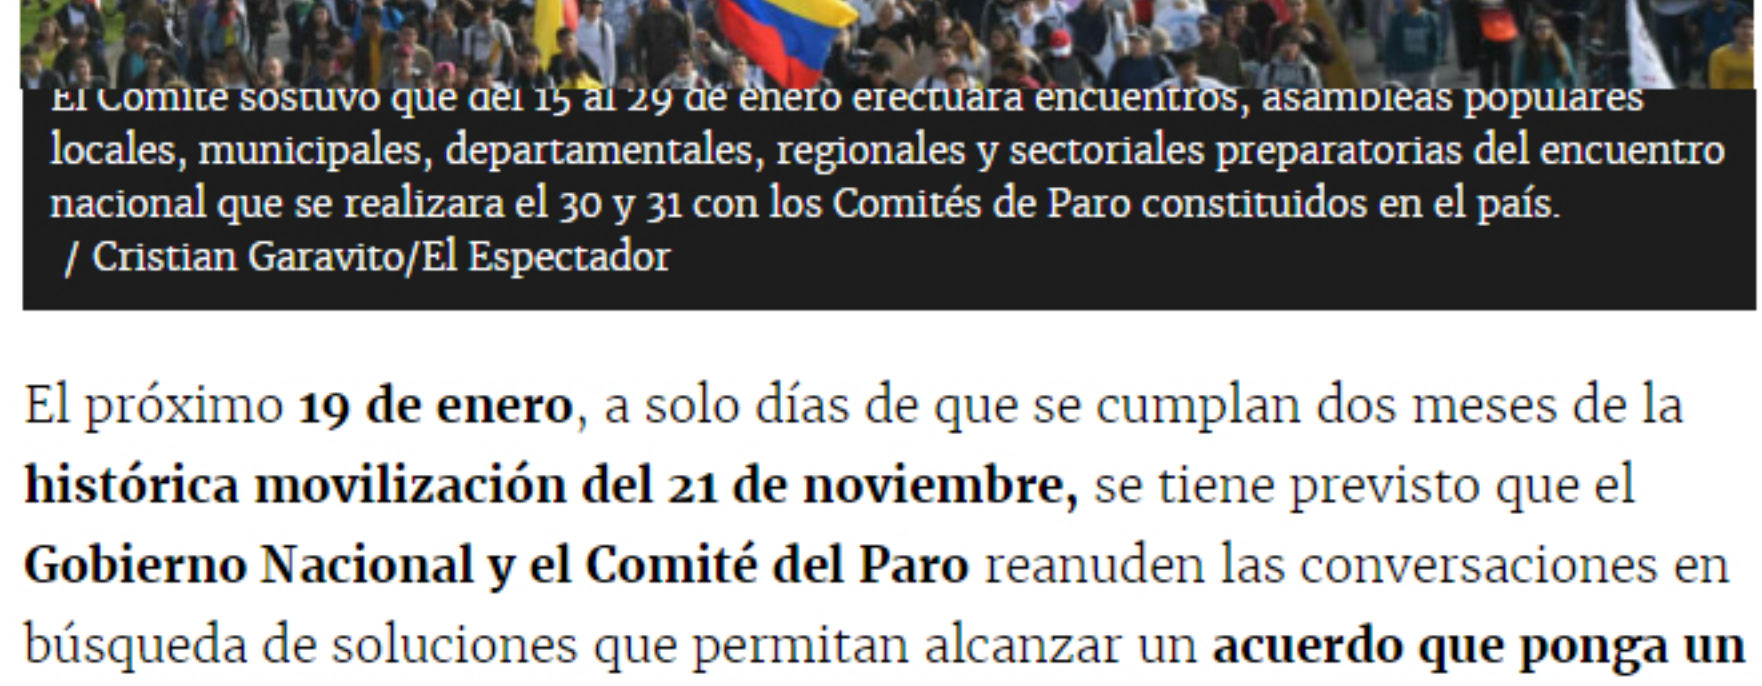 El Comité sostuvo que del 15 al 29 de enero efectuará encuentros, asambleas populares
locales, municipales, departamentales, regionales y sectoriales preparatorias del encuentro
nacional que se realizara el 30 y 31 con los Comités de Paro constituidos en el país.
/ Cristian Garavito/El Espectador
El próximo 19 de enero, a solo días de que se cumplan dos meses de la
histórica movilización del 21 de noviembre, se tiene previsto que el
Gobierno Nacional y el Comité del Paro reanuden las conversaciones en
búsqueda de soluciones que permitan alcanzar un acuerdo que ponga un